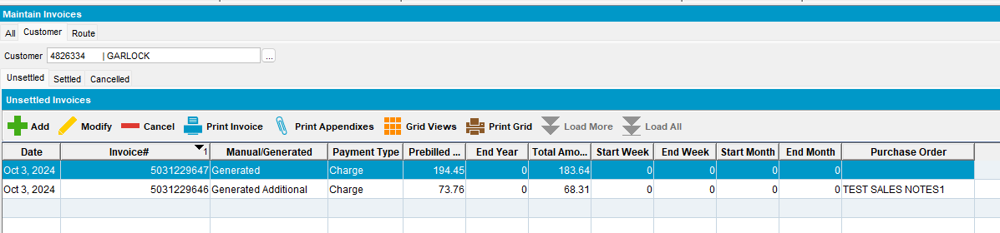 Maintain Invoices
All Customer Route
Customer 4826334 | GARLOCK ...
Unsettled Settled Cancelled
Unsettled Invoices
Add Modify Cancel Print Invoice Print Appendixes Grid Views Print Grid Load More Load All
Date Invoice# 1 Manual/Generated Payment Type Prebilled ... End Year Total Amo... Start Week End Week Start Month End Month Purchase Order
Oct 3, 2024 5031229647 Generated Charge 194.45 0 183.64 0 0 0 0
Oct 3, 2024 5031229646 Generated Additional Charge 73.76 0 68.31 0 0 0 0 TEST SALES NOTES1